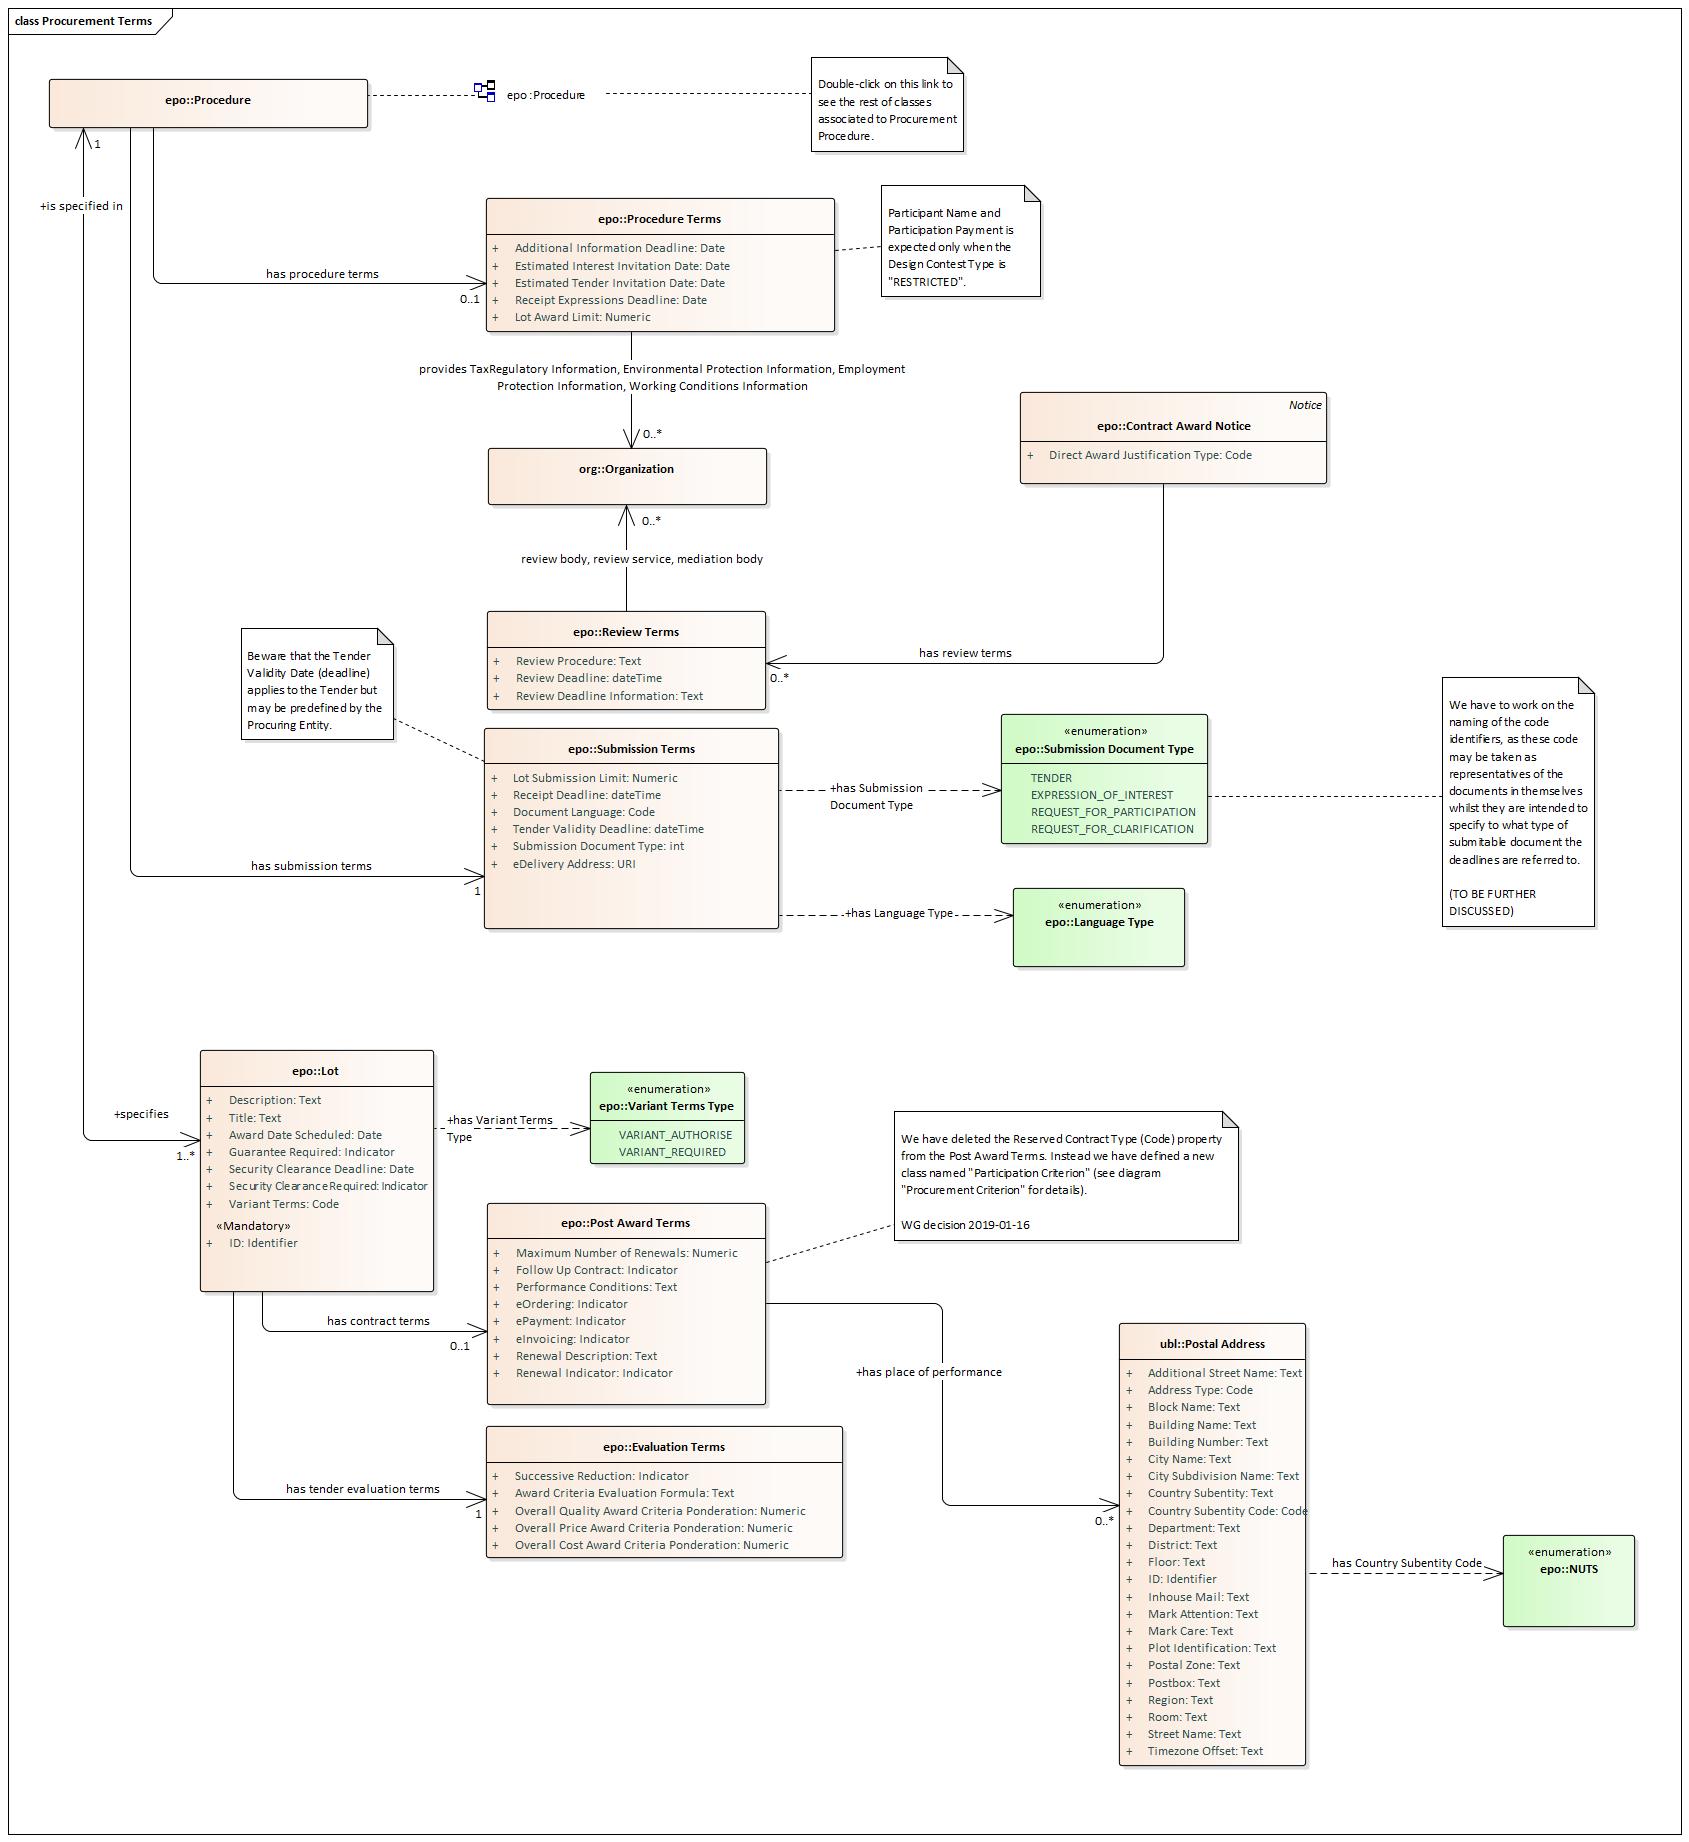 class Procurement Terms
epo::Procedure
epo :Procedure
Double-click on this link to
see the rest of classes
associated to Procurement
Procedure.
1
+is specified in
epo::Procedure Terms
+ Additional Information Deadline: Date
+ Estimated Interest Invitation Date: Date
+ Estimated Tender Invitation Date: Date
+ Receipt Expressions Deadline: Date
+ Lot Award Limit: Numeric
Participant Name and
Participation Payment is
expected only when the
Design Contest Type is
"RESTRICTED".
has procedure terms
0..1
provides TaxRegulatory Information, Environmental Protection Information, Employment
Protection Information, Working Conditions Information
0..*
org::Organization
Notice
epo::Contract Award Notice
+ Direct Award Justification Type: Code
0..*
review body, review service, mediation body
epo::Review Terms
+ Review Procedure: Text
+ Review Deadline: dateTime
+ Review Deadline Information: Text
has review terms
0..*
Beware that the Tender
Validity Date (deadline)
applies to the Tender but
may be predefined by the
Procuring Entity.
epo::Submission Terms
+ Lot Submission Limit: Numeric
+ Receipt Deadline: dateTime
+ Document Language: Code
+ Tender Validity Deadline: dateTime
+ Submission Document Type: int
+ eDelivery Address: URI
has submission terms
1
+has Submission
Document Type
«enumeration»
epo::Submission Document Type
TENDER
EXPRESSION_OF_INTEREST
REQUEST_FOR_PARTICIPATION
REQUEST_FOR_CLARIFICATION
We have to work on the
naming of the code
identifiers, as these code
may be taken as
representatives of the
documents in themselves
whilst they are intended to
specify to what type of
submitable document the
deadlines are referred to.
(TO BE FURTHER
DISCUSSED)
+has Language Type
«enumeration»
epo::Language Type
+specifies
1..*
epo::Lot
+ Description: Text
+ Title: Text
+ Award Date Scheduled: Date
+ Guarantee Required: Indicator
+ Security Clearance Deadline: Date
+ Security Clearance Required: Indicator
+ Variant Terms: Code
«Mandatory»
+ ID: Identifier
+has Variant Terms
Type
«enumeration»
epo::Variant Terms Type
VARIANT_AUTHORISE
VARIANT_REQUIRED
We have deleted the Reserved Contract Type (Code) property
from the Post Award Terms. Instead we have defined a new
class named "Participation Criterion" (see diagram
"Procurement Criterion" for details).
WG decision 2019-01-16
epo::Post Award Terms
+ Maximum Number of Renewals: Numeric
+ Follow Up Contract: Indicator
+ Performance Conditions: Text
+ eOrdering: Indicator
+ ePayment: Indicator
+ eInvoicing: Indicator
+ Renewal Description: Text
+ Renewal Indicator: Indicator
has contract terms
0..1
+has place of performance
0..*
epo::Evaluation Terms
+ Successive Reduction: Indicator
+ Award Criteria Evaluation Formula: Text
+ Overall Quality Award Criteria Ponderation: Numeric
+ Overall Price Award Criteria Ponderation: Numeric
+ Overall Cost Award Criteria Ponderation: Numeric
has tender evaluation terms
1
ubl::Postal Address
+ Additional Street Name: Text
+ Address Type: Code
+ Block Name: Text
+ Building Name: Text
+ Building Number: Text
+ City Name: Text
+ City Subdivision Name: Text
+ Country Subentity: Text
+ Country Subentity Code: Code
+ Department: Text
+ District: Text
+ Floor: Text
+ ID: Identifier
+ Inhouse Mail: Text
+ Mark Attention: Text
+ Mark Care: Text
+ Plot Identification: Text
+ Postal Zone: Text
+ Postbox: Text
+ Region: Text
+ Room: Text
+ Street Name: Text
+ Timezone Offset: Text
has Country Subentity Code
«enumeration»
epo::NUTS